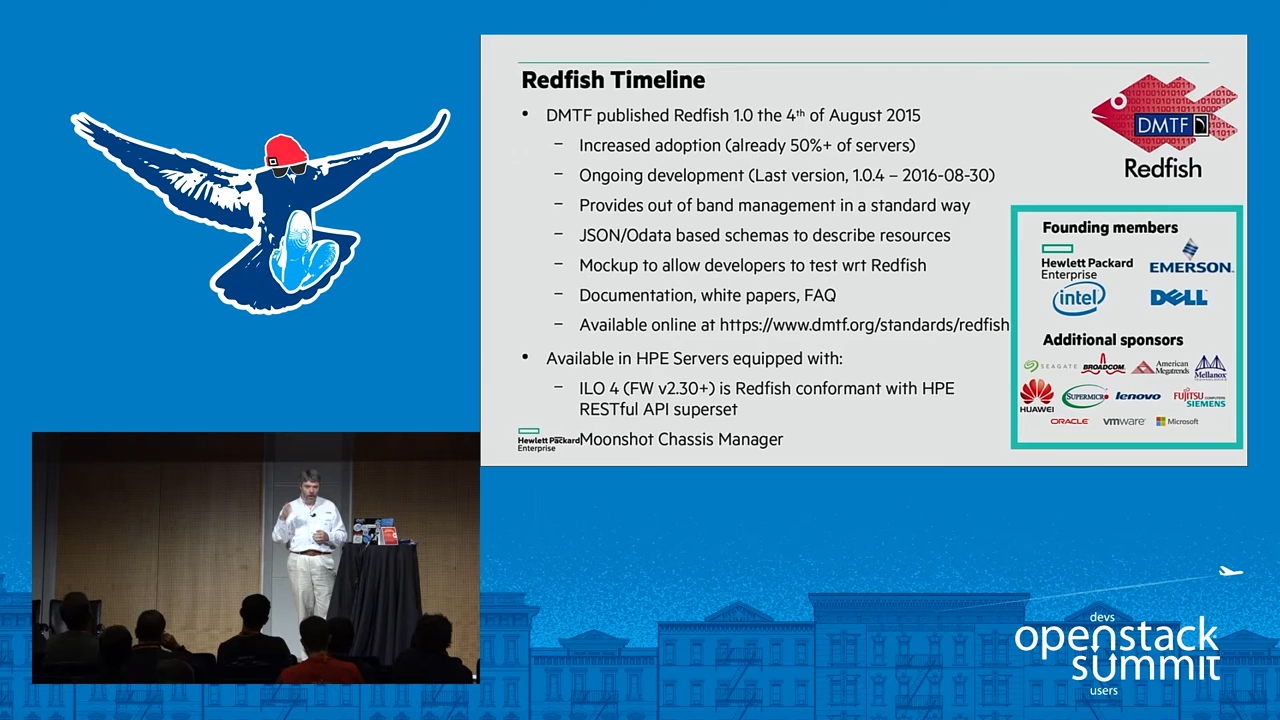 Redfish Timeline
• DMTF published Redfish 1.0 the 4th of August 2015
– Increased adoption (already 50%+ of servers)
– Ongoing development (Last version, 1.0.4 – 2016-08-30)
– Provides out of band management in a standard way
– JSON/Odata based schemas to describe resources
– Mockup to allow developers to test wrt Redfish
– Documentation, white papers, FAQ
– Available online at https://www.dmtf.org/standards/redfish
• Available in HPE Servers equipped with:
– ILO 4 (FW v2.30+) is Redfish conformant with HPE
RESTful API superset
– Moonshot Chassis Manager
Hewlett Packard
Enterprise
DMTF
Redfish
Founding members
Hewlett Packard
Enterprise
EMERSON.
intel
DELL
Additional sponsors
SEAGATE
BROADCOM.
American
Megatrends
Mellanox
TECHNOLOGIES
HUAWEI
SUPERMICR
lenovo
FUJITSU COMPUTERS
SIEMENS
ORACLE
vmware
Microsoft
devs
openstack
summit
users